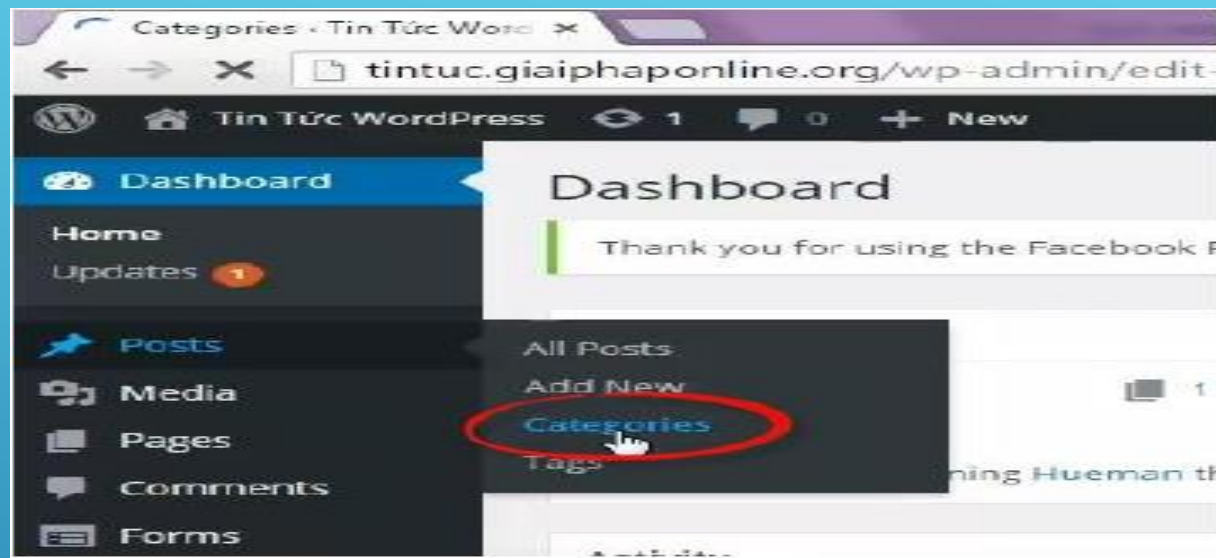 Categories ‹ Tin Tức Word
tintuc.giaiphaponline.org/wp-admin/edit-
Tin Tức WordPress 1 0 + New
Dashboard
Home
Updates 1
Posts
Media
Pages
Comments
Forms
All Posts
Add New
Categories
Tags
Dashboard
Thank you for using the Facebook
1
Hueman